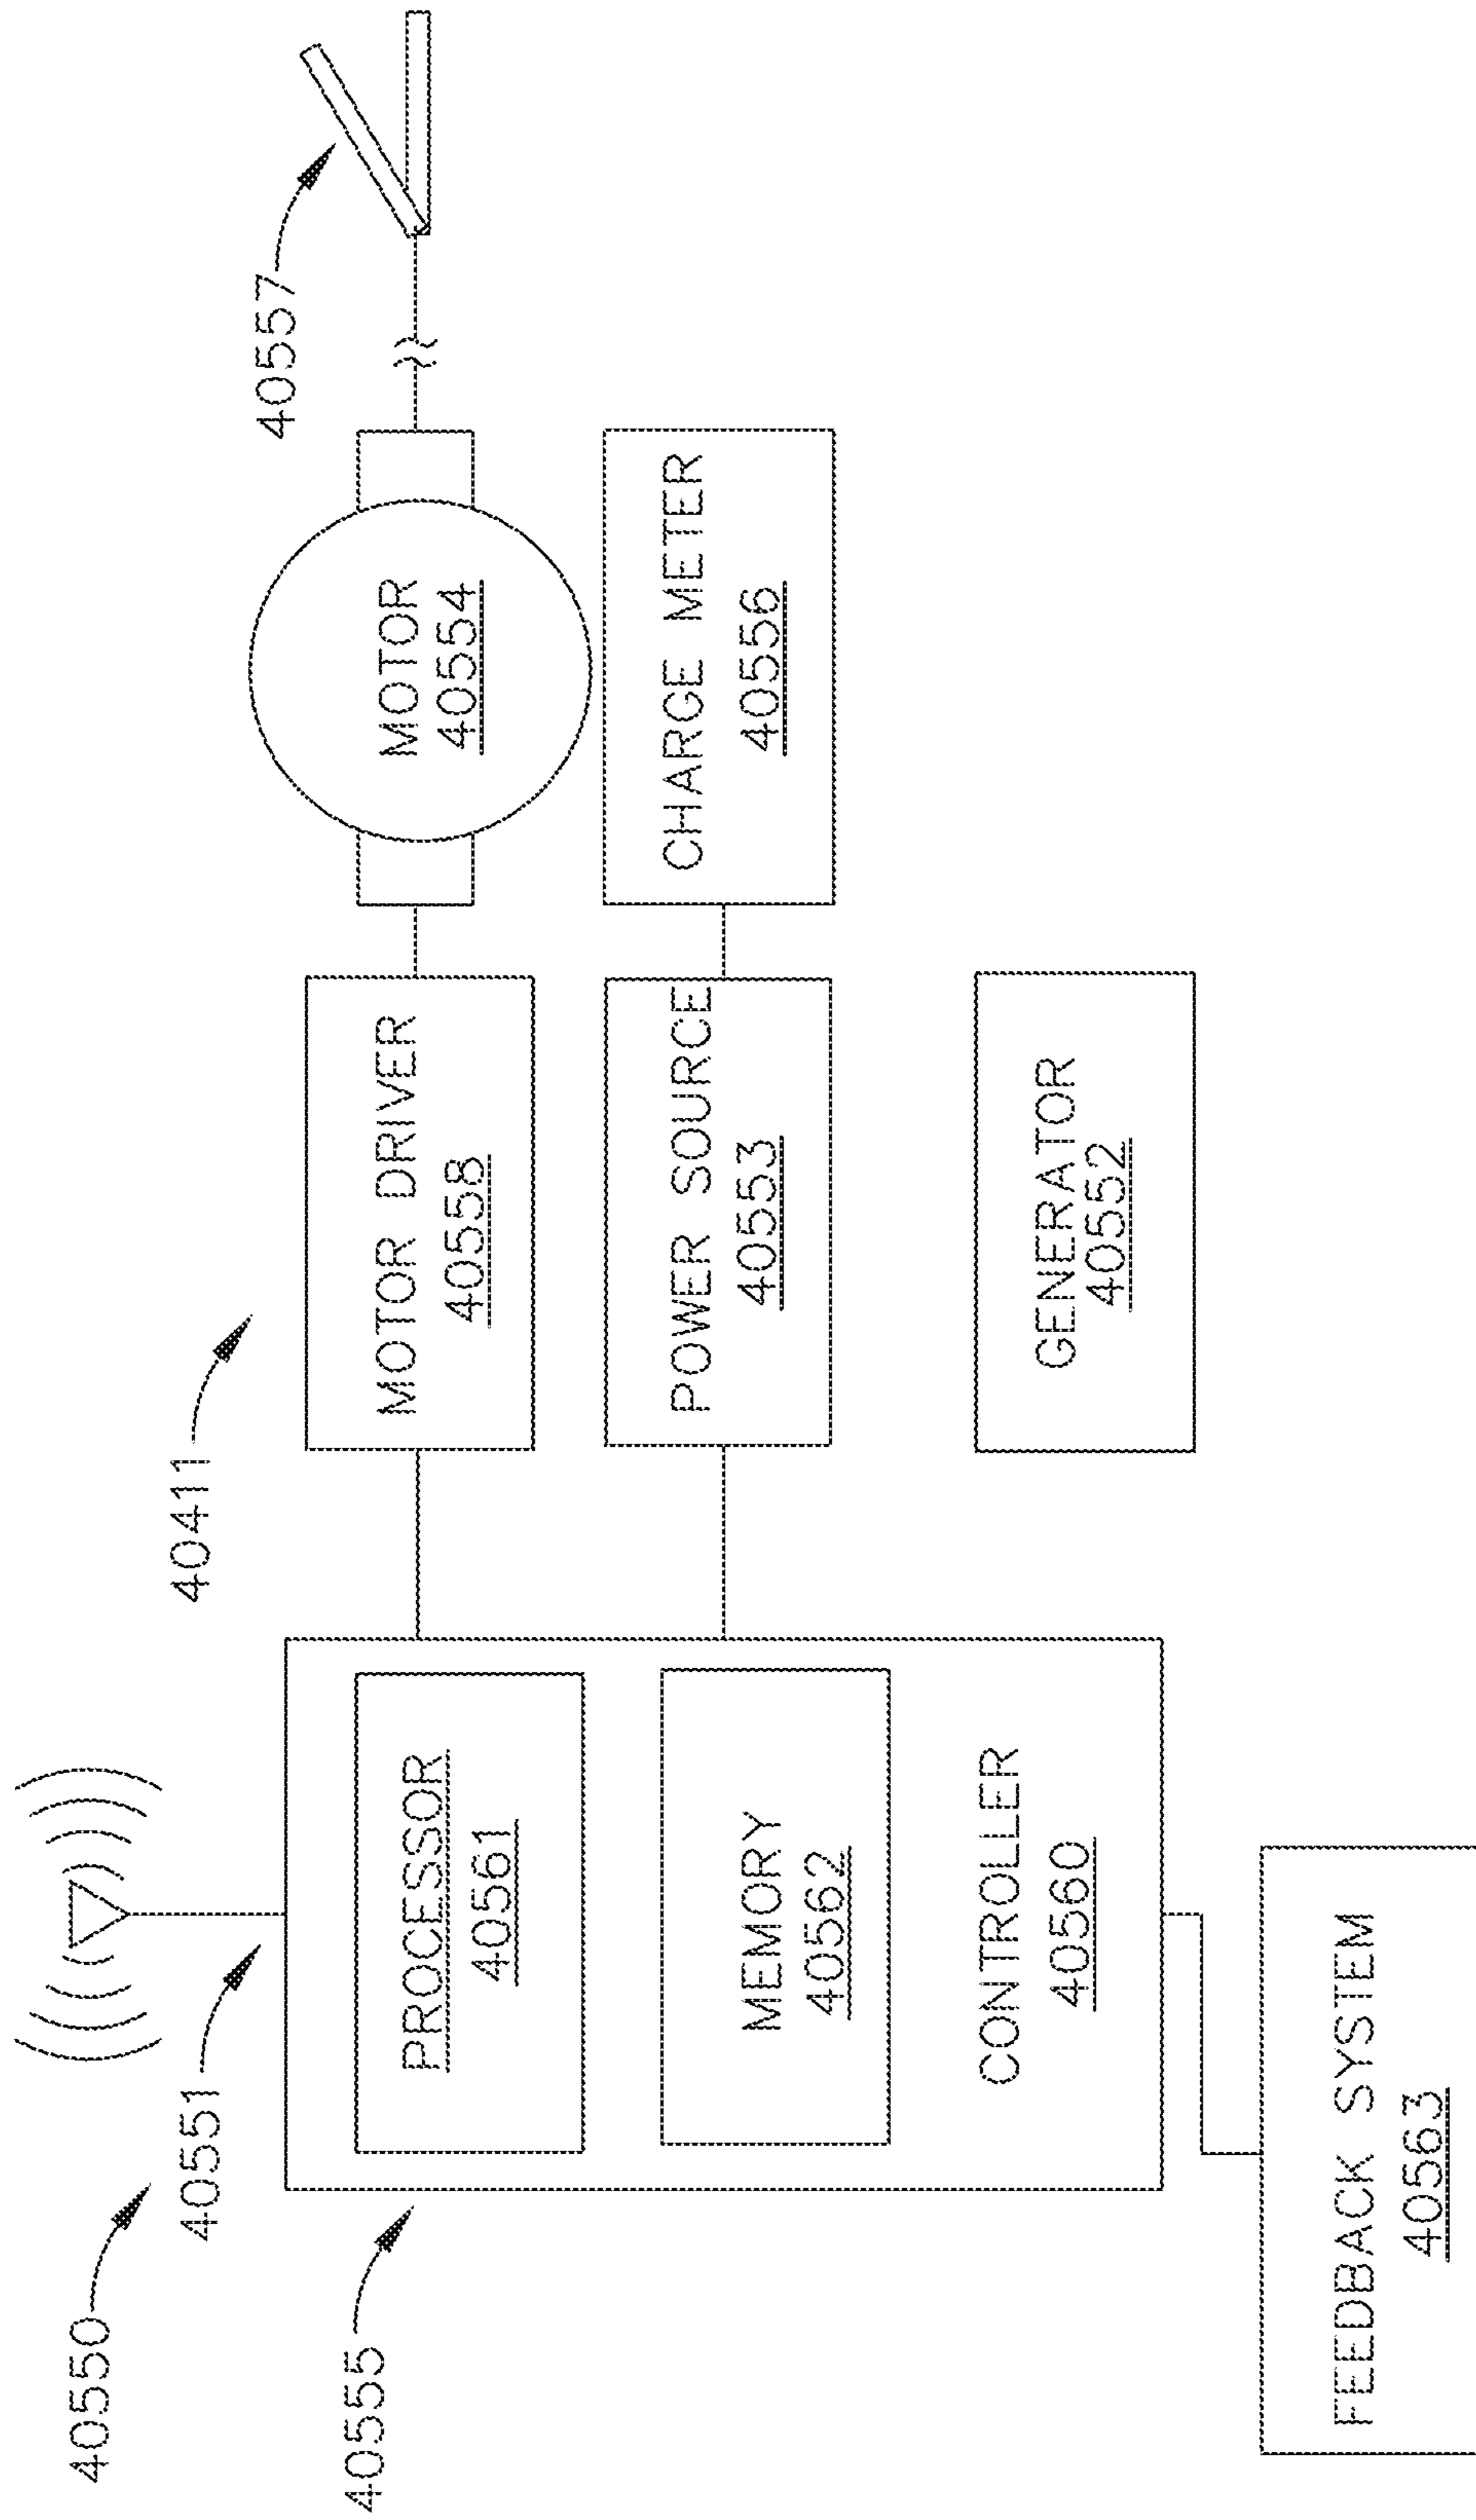 40550
40551
40555
PROCESSOR
40561
MEMORY
40562
CONTROLLER
40560
FEEDBACK SYSTEM
40563
40411
MOTOR DRIVER
40558
POWER SOURCE
40553
GENERATOR
40552
MOTOR
40554
CHARGE METER
40556
40557